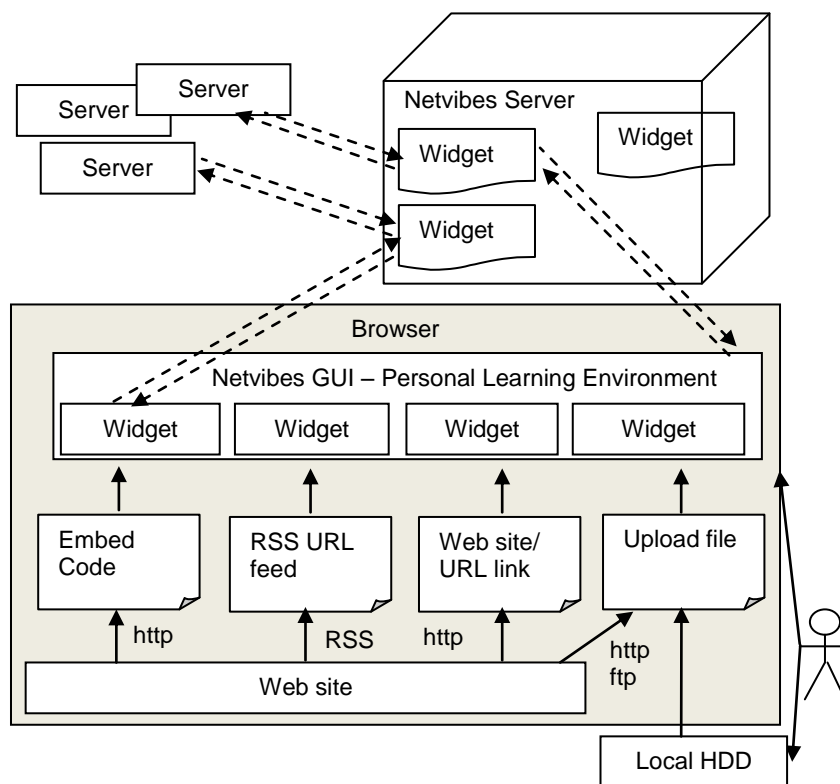 Server
Server
Server
Netvibes Server
Widget
Widget
Widget
Browser
Netvibes GUI – Personal Learning Environment
Widget
Widget
Widget
Widget
Embed
Code
RSS URL
feed
Web site/
URL link
Upload file
http
RSS
http
http
ftp
Web site
Local HDD